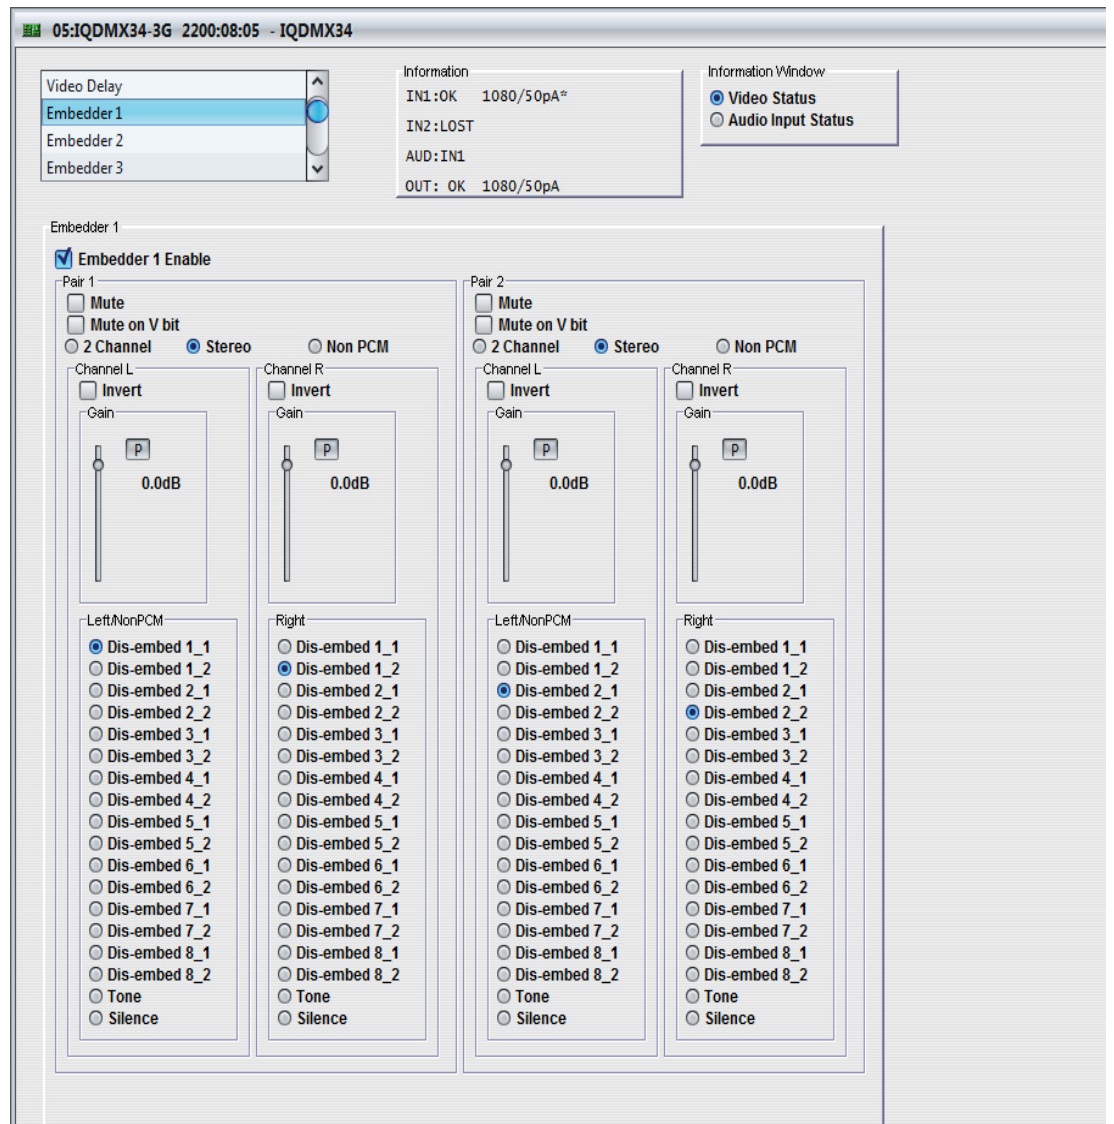 05:IQDMX34-3G 2200:08:05 - IQDMX34
Video Delay
Embedder 1
Embedder 2
Embedder 3
Information
IN1:OK 1080/50pA*
IN2:LOST
AUD:IN1
OUT: OK 1080/50pA
Information Window
Video Status
Audio Input Status
Embedder 1
Embedder 1 Enable
Pair 1
Mute
Mute on V bit
2 Channel Stereo Non PCM
Channel L
Invert
Gain
P
0.0dB
Left/NonPCM
Dis-embed 1_1
Dis-embed 1_2
Dis-embed 2_1
Dis-embed 2_2
Dis-embed 3_1
Dis-embed 3_2
Dis-embed 4_1
Dis-embed 4_2
Dis-embed 5_1
Dis-embed 5_2
Dis-embed 6_1
Dis-embed 6_2
Dis-embed 7_1
Dis-embed 7_2
Dis-embed 8_1
Dis-embed 8_2
Tone
Silence
Channel R
Invert
Gain
P
0.0dB
Right
Dis-embed 1_1
Dis-embed 1_2
Dis-embed 2_1
Dis-embed 2_2
Dis-embed 3_1
Dis-embed 3_2
Dis-embed 4_1
Dis-embed 4_2
Dis-embed 5_1
Dis-embed 5_2
Dis-embed 6_1
Dis-embed 6_2
Dis-embed 7_1
Dis-embed 7_2
Dis-embed 8_1
Dis-embed 8_2
Tone
Silence
Pair 2
Mute
Mute on V bit
2 Channel Stereo Non PCM
Channel L
Invert
Gain
P
0.0dB
Left/NonPCM
Dis-embed 1_1
Dis-embed 1_2
Dis-embed 2_1
Dis-embed 2_2
Dis-embed 3_1
Dis-embed 3_2
Dis-embed 4_1
Dis-embed 4_2
Dis-embed 5_1
Dis-embed 5_2
Dis-embed 6_1
Dis-embed 6_2
Dis-embed 7_1
Dis-embed 7_2
Dis-embed 8_1
Dis-embed 8_2
Tone
Silence
Channel R
Invert
Gain
P
0.0dB
Right
Dis-embed 1_1
Dis-embed 1_2
Dis-embed 2_1
Dis-embed 2_2
Dis-embed 3_1
Dis-embed 3_2
Dis-embed 4_1
Dis-embed 4_2
Dis-embed 5_1
Dis-embed 5_2
Dis-embed 6_1
Dis-embed 6_2
Dis-embed 7_1
Dis-embed 7_2
Dis-embed 8_1
Dis-embed 8_2
Tone
Silence